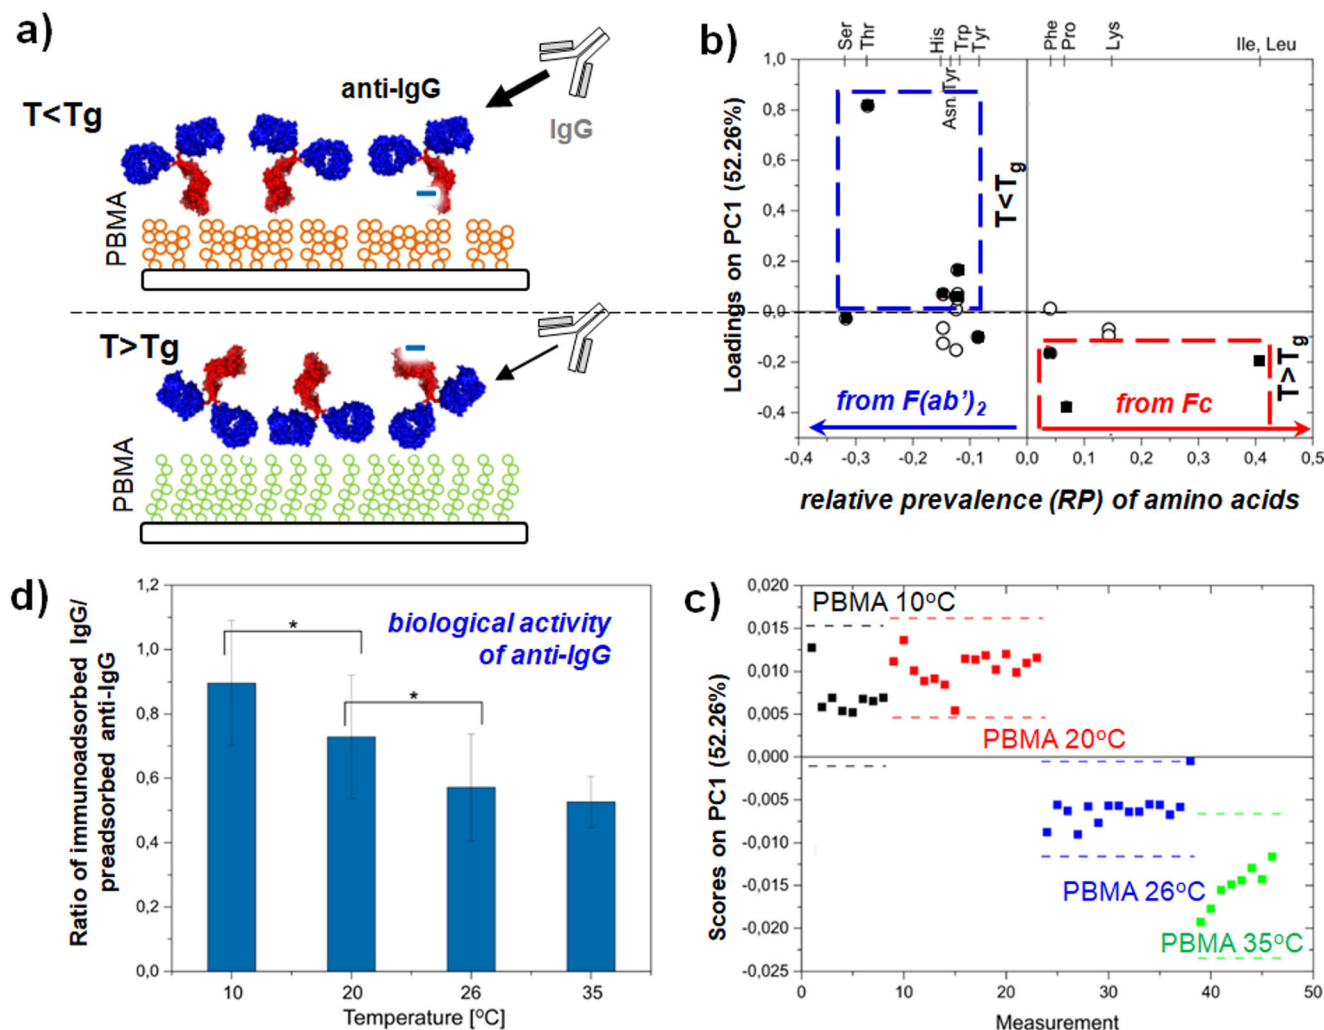 a)
T<Tg
anti-IgG
IgG
PBMA
T>Tg
PBMA
b)
Ser
Thr
His
Asn
Tyr
Trp
Tyr
Phe
Pro
Lys
Ile, Leu
Loadings on PC1 (52.26%)
1,0
0,8
0,6
0,4
0,2
0,0
-0,2
-0,4
T<Tg
T>Tg
from F(ab')2
from Fc
-0,4
-0,3
-0,2
-0,1
0,0
0,1
0,2
0,3
0,4
0,5
relative prevalence (RP) of amino acids
d)
Ratio of immunoadsorbed IgG/
preadsorbed anti-IgG
1,2
1,0
0,8
0,6
0,4
0,2
0,0
*
*
biological activity
of anti-IgG
10
20
26
35
Temperature [°C]
c)
Scores on PC1 (52.26%)
0,020
0,015
0,010
0,005
0,000
-0,005
-0,010
-0,015
-0,020
-0,025
PBMA 10°C
PBMA 20°C
PBMA 26°C
PBMA 35°C
0
10
20
30
40
50
Measurement